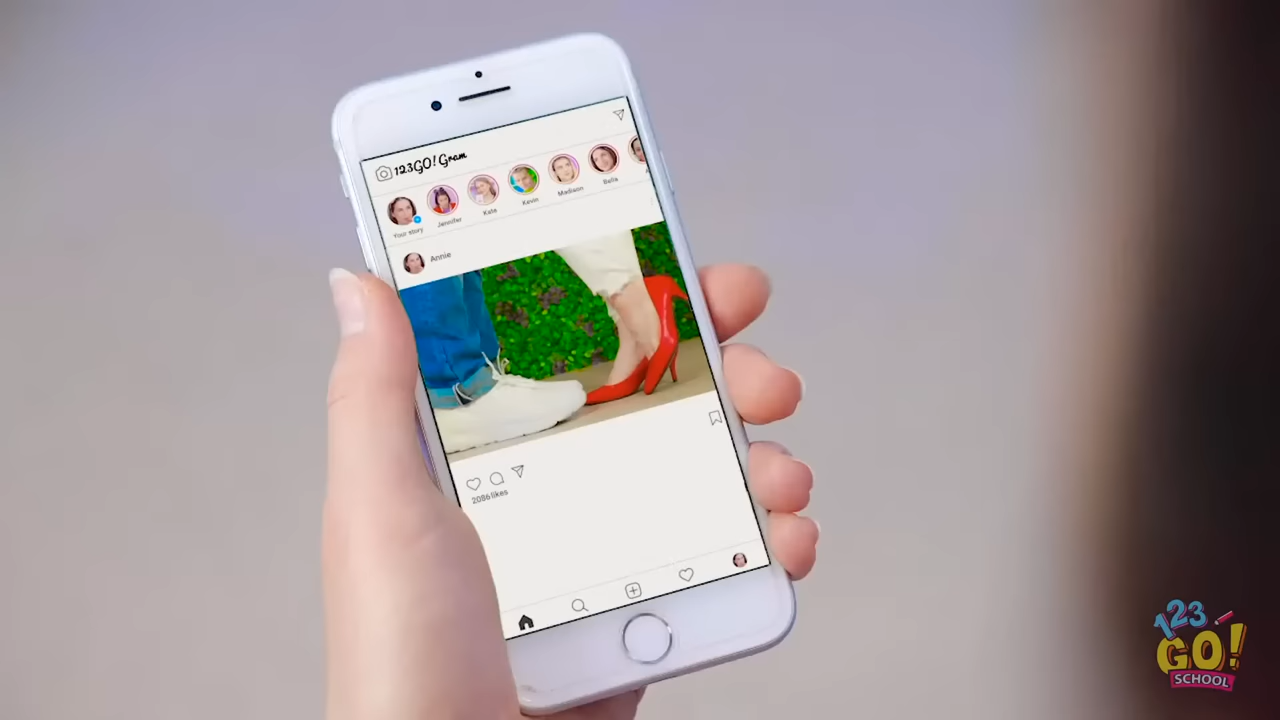 123GO! Gram
Your story
Jennifer
Kate
Kevin
Madison
Bella
Annie
2086 likes
123
GO!
SCHOOL